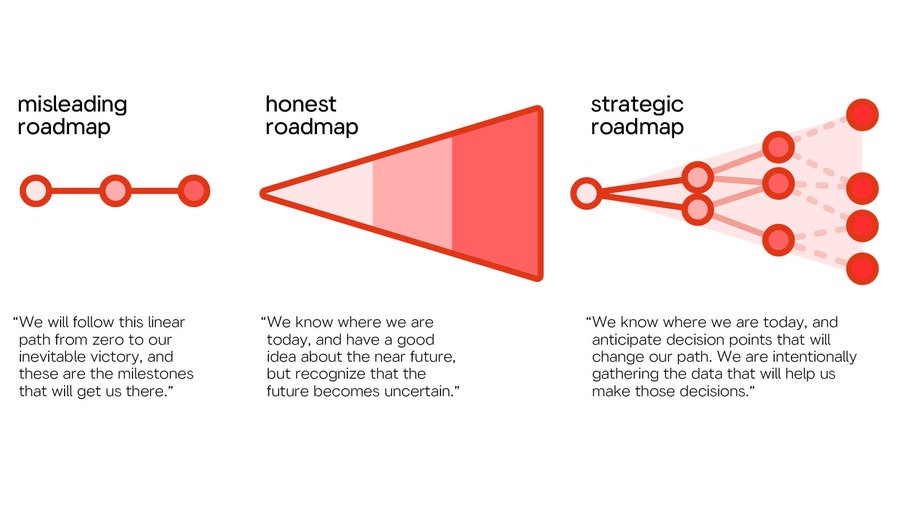 misleading
roadmap
“We will follow this linear
path from zero to our
inevitable victory, and
these are the milestones
that will get us there.”
honest
roadmap
“We know where we are
today, and have a good
idea about the near future,
but recognize that the
future becomes uncertain.”
strategic
roadmap
“We know where we are today, and
anticipate decision points that will
change our path. We are intentionally
gathering the data that will help us
make those decisions.”